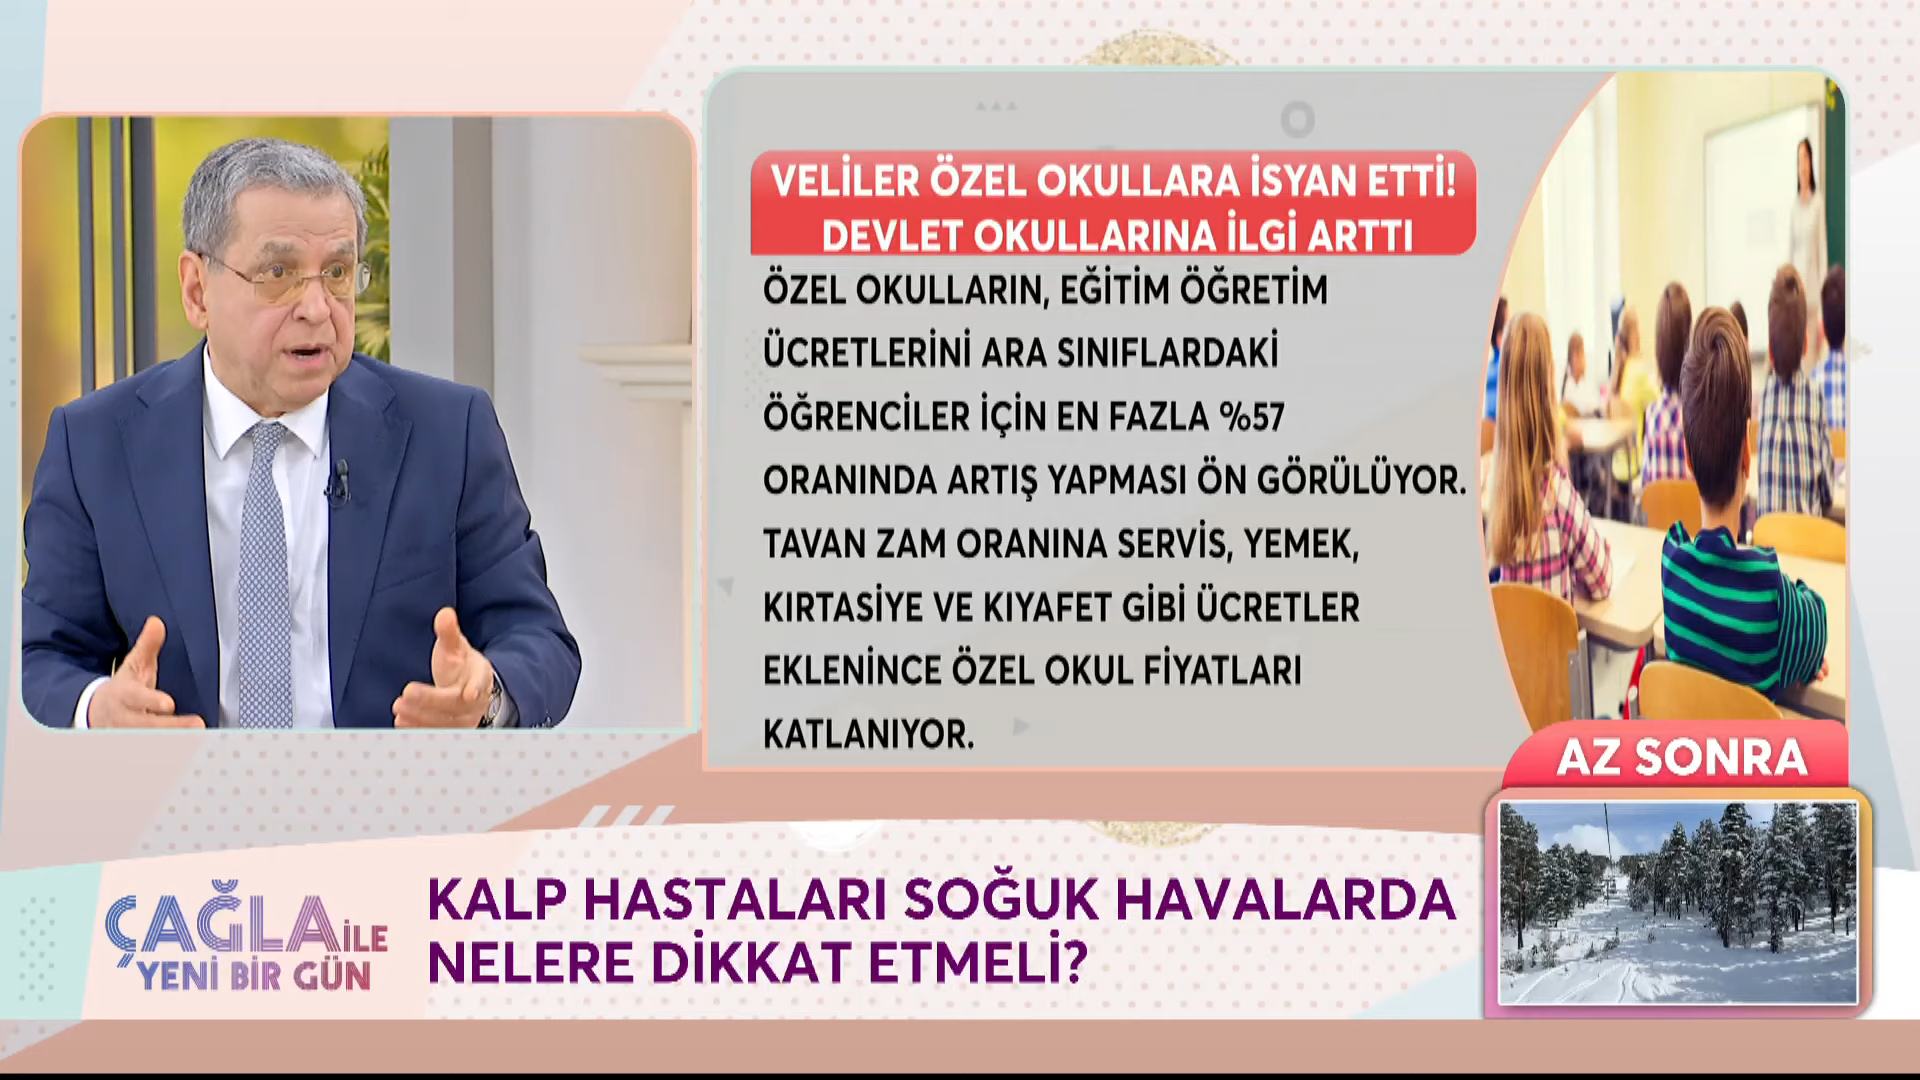 VELİLER ÖZEL OKULLARA İSYAN ETTİ!
DEVLET OKULLARINA İLGİ ARTTI
ÖZEL OKULLARIN, EĞİTİM ÖĞRETİM
ÜCRETLERİNİ ARA SINIFLARDAKİ
ÖĞRENCİLER İÇİN EN FAZLA %57
ORANINDA ARTIŞ YAPMASI ÖN GÖRÜLÜYOR.
TAVAN ZAM ORANINA SERVİS, YEMEK,
KIRTASİYE VE KIYAFET GİBİ ÜCRETLER
EKLENİNCE ÖZEL OKUL FİYATLARI
KATLANIYOR.
AZ SONRA
ÇAĞLA İLE
YENİ BİR GÜN
KALP HASTALARI SOĞUK HAVALARDA
NELERE DİKKAT ETMELİ?